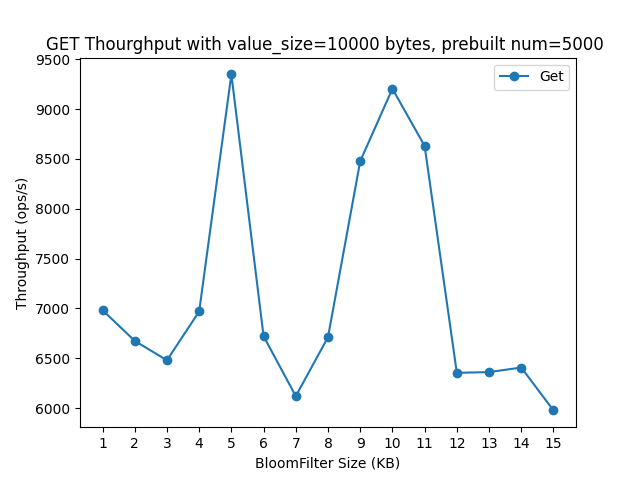 GET Thourghput with value_size=10000 bytes, prebuilt num=5000
Get
9500
9000
8500
8000
7500
7000
6500
6000
Throughput (ops/s)
1 2 3 4 5 6 7 8 9 10 11 12 13 14 15
BloomFilter Size (KB)